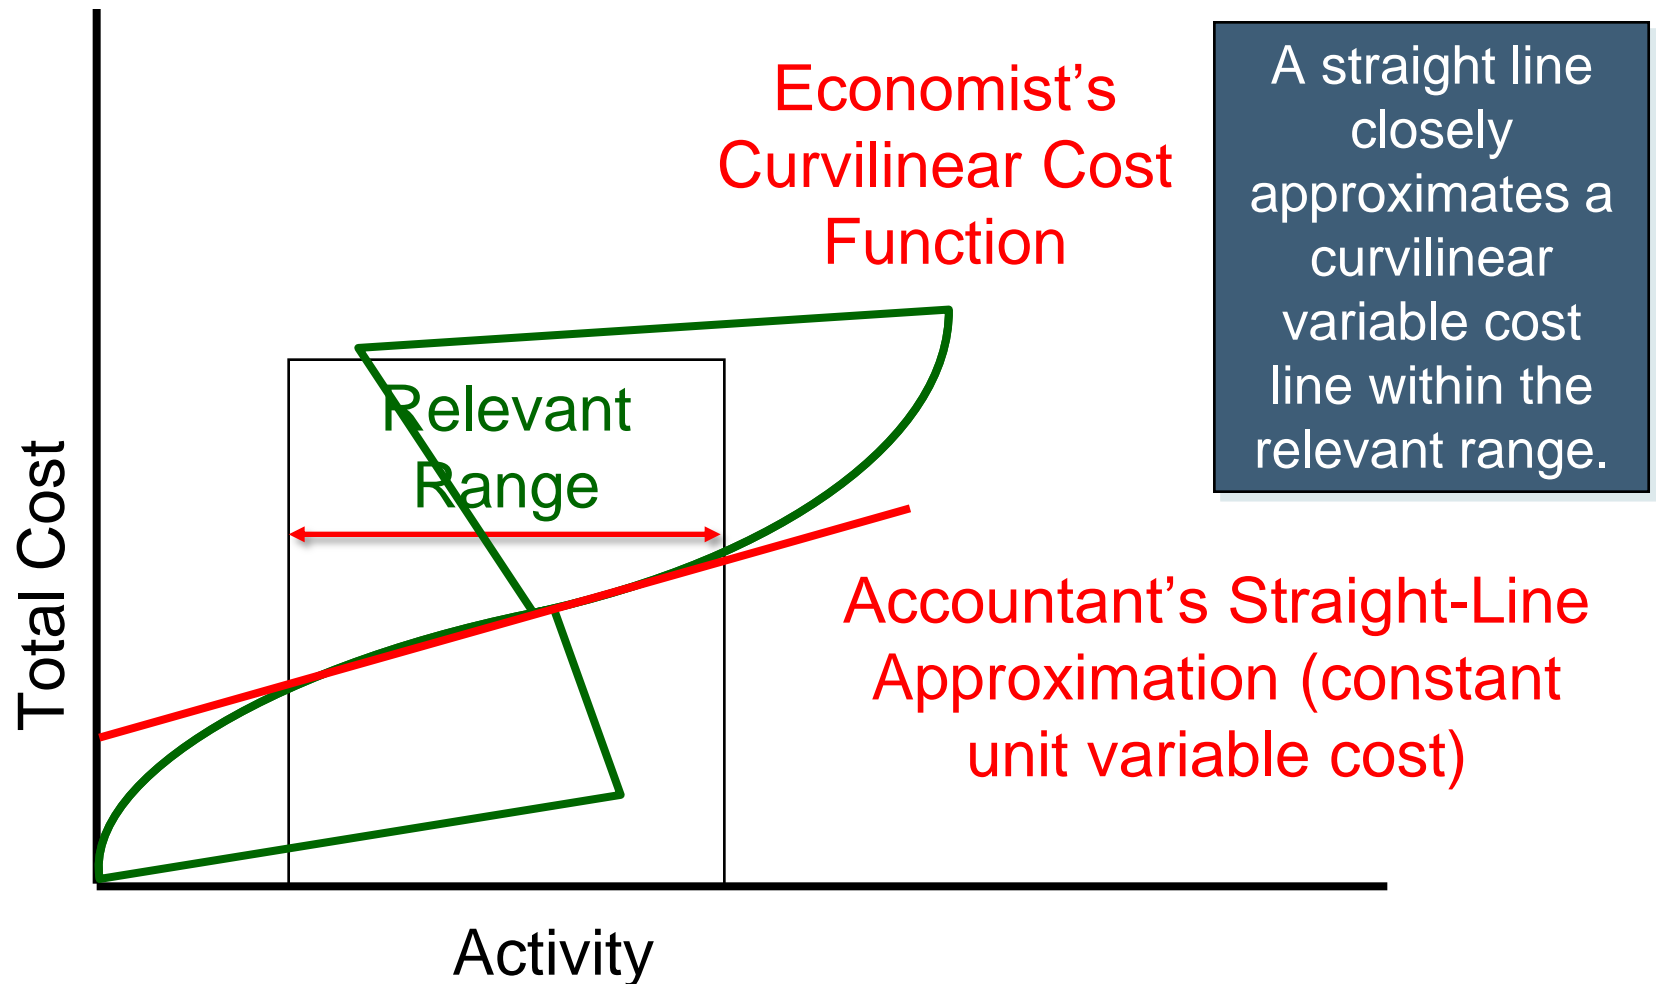 Economist’s
Curvilinear Cost
Function
A straight line
closely
approximates a
curvilinear
variable cost
line within the
relevant range.
Relevant
Range
Total Cost
Accountant’s Straight-Line
Approximation (constant
unit variable cost)
Activity